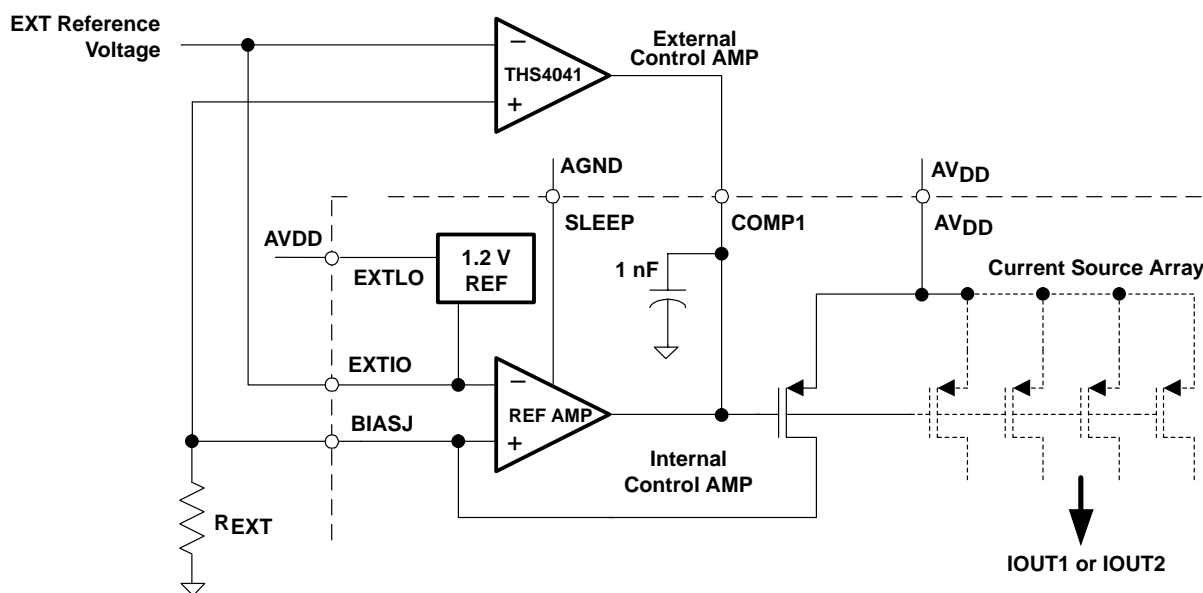 EXT Reference
Voltage
−
THS4041
+
External
Control AMP
AGND
AVDD
SLEEP
COMP1
AVDD
AVDD
EXTLO
1.2 V
REF
1 nF
Current Source Array
EXTIO
−
REF AMP
+
BIASJ
Internal
Control AMP
REXT
IOUT1 or IOUT2